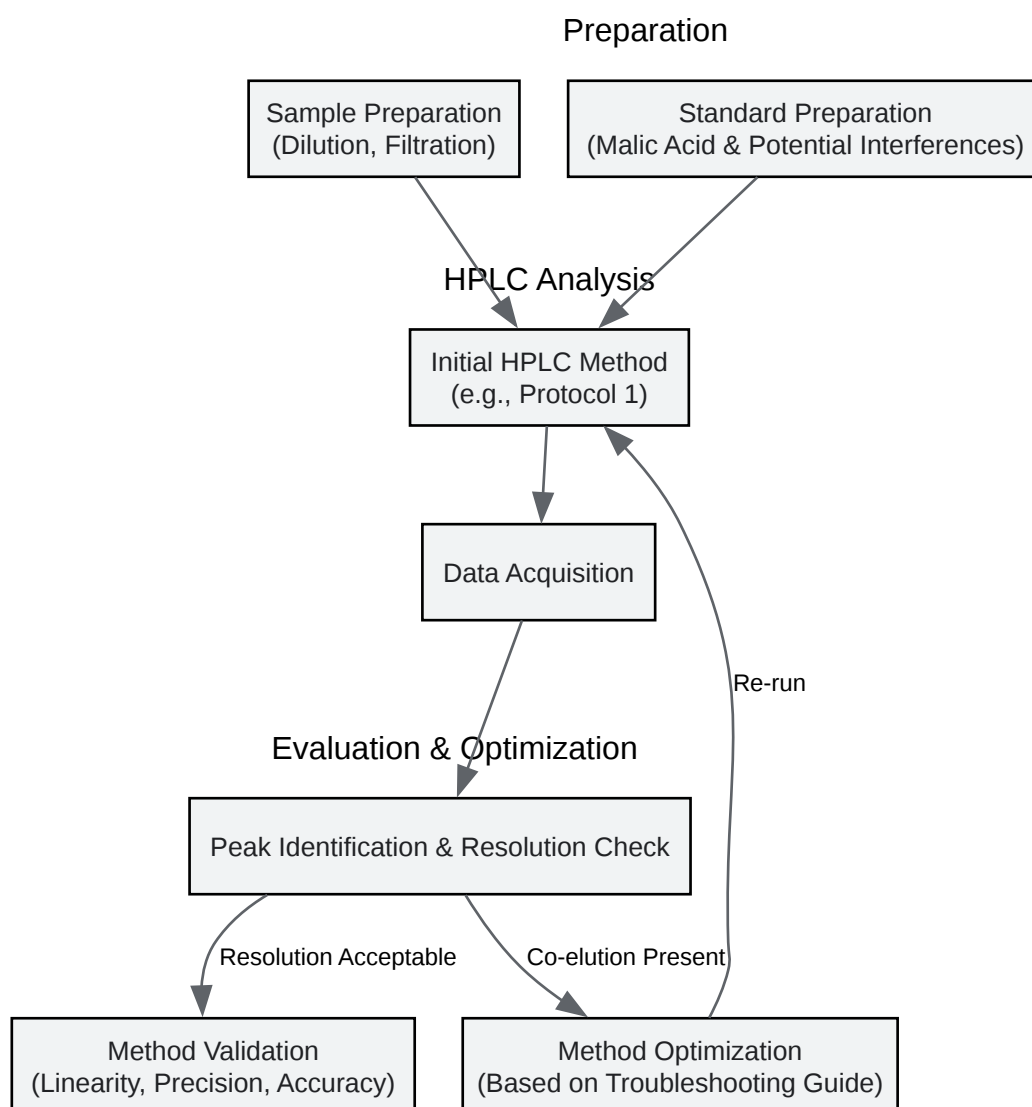 Preparation
Sample Preparation
(Dilution, Filtration)
Standard Preparation
(Malic Acid & Potential Interferences)
HPLC Analysis
Initial HPLC Method
(e.g., Protocol 1)
Data Acquisition
Re-run
Evaluation & Optimization
Peak Identification & Resolution Check
Resolution Acceptable
Co-elution Present
Method Validation
(Linearity, Precision, Accuracy)
Method Optimization
(Based on Troubleshooting Guide)